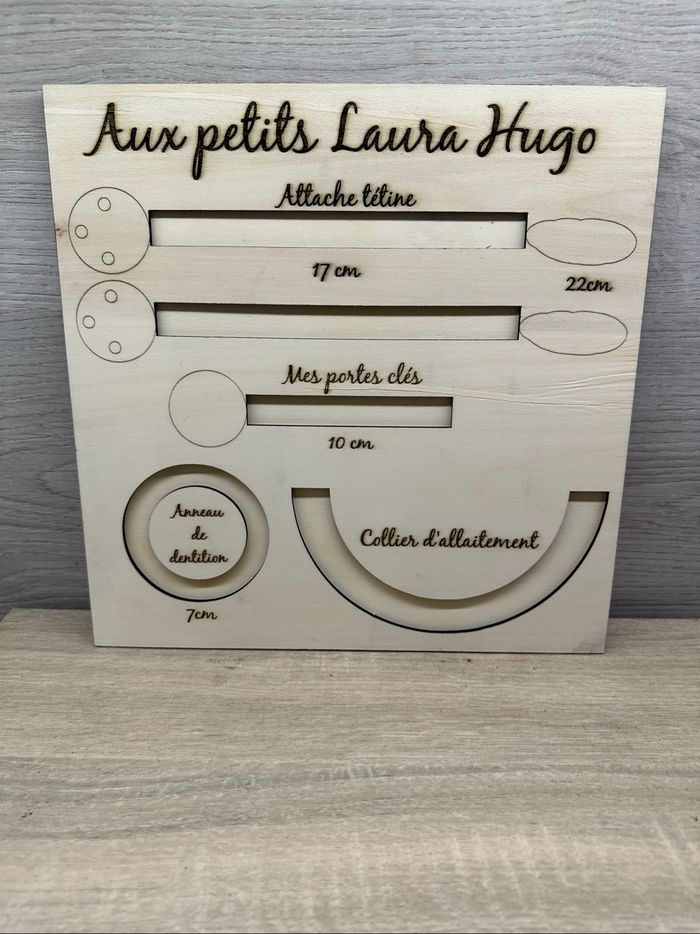 Aux petits Laura Hugo
Attache tétine
17 cm
22cm
Mes portes clés
10 cm
Anneau
de
dentition
7cm
Collier d'allaitement